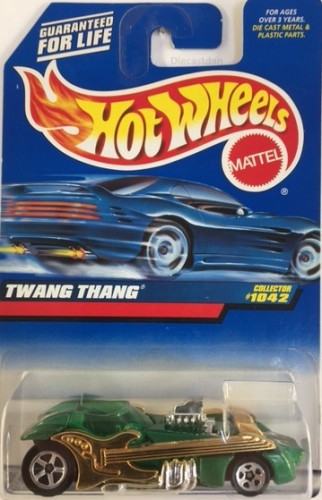 GUARANTEED
FOR LIFE
Diecastdan
FOR AGES
OVER 3 YEARS.
DIE CAST METAL &
PLASTIC PARTS.
HOT WHEELS
®
MATTEL
®
TWANG THANG®
COLLECTOR
#1042